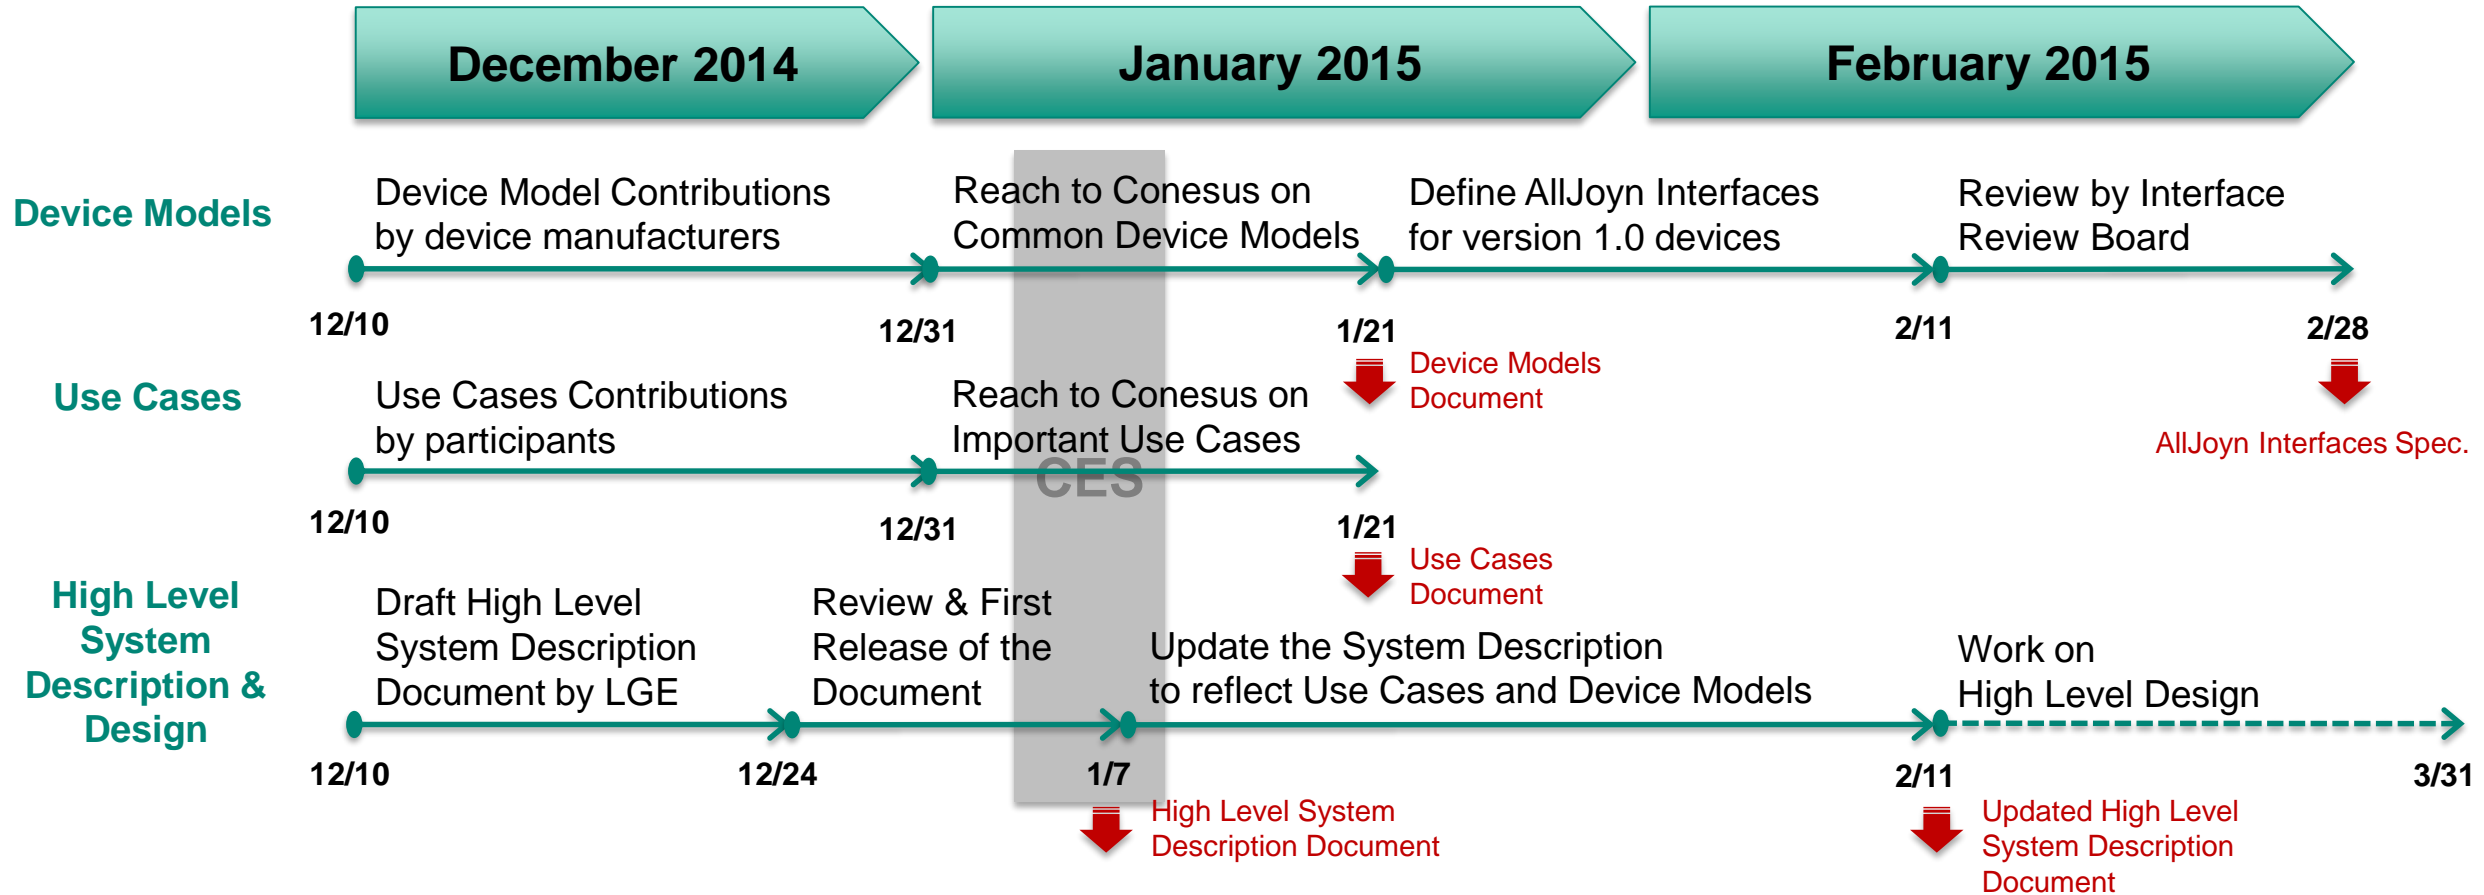 December 2014
January 2015
February 2015
Device Models
Device Model Contributions
by device manufacturers
Reach to Conesus on
Common Device Models
Define AllJoyn Interfaces
for version 1.0 devices
Review by Interface
Review Board
12/10
12/31
1/21
2/11
2/28
Device Models
Document
AllJoyn Interfaces Spec.
Use Cases
Use Cases Contributions
by participants
Reach to Conesus on
Important Use Cases
CES
12/10
12/31
1/21
Use Cases
Document
High Level
System
Description &
Design
Draft High Level
System Description
Document by LGE
Review & First
Release of the
Document
Update the System Description
to reflect Use Cases and Device Models
Work on
High Level Design
12/10
12/24
1/7
2/11
3/31
High Level System
Description Document
Updated High Level
System Description
Document